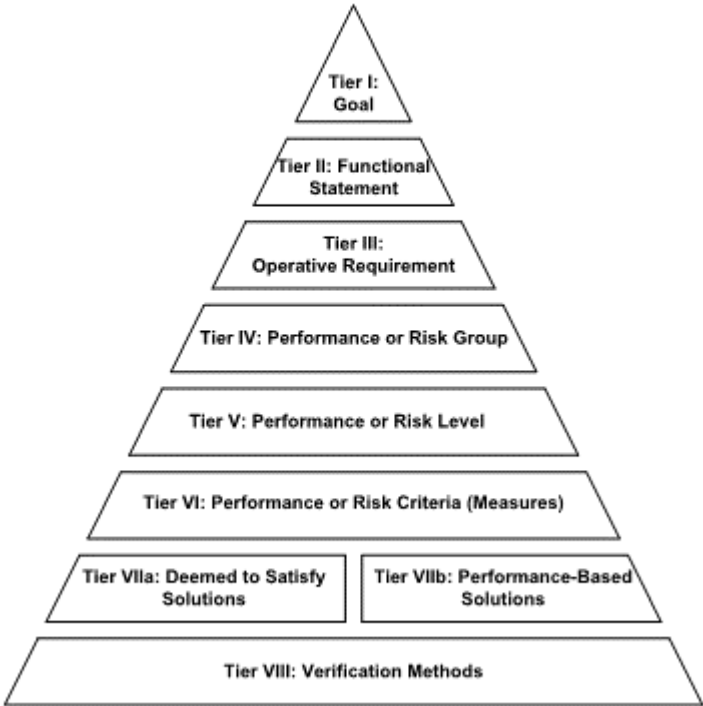 Tier I:
Goal
Tier II: Functional
Statement
Tier III:
Operative Requirement
Tier IV: Performance or Risk Group
Tier V: Performance or Risk Level
Tier VI: Performance or Risk Criteria (Measures)
Tier VIIa: Deemed to Satisfy
Solutions
Tier VIIb: Performance-Based
Solutions
Tier VIII: Verification Methods